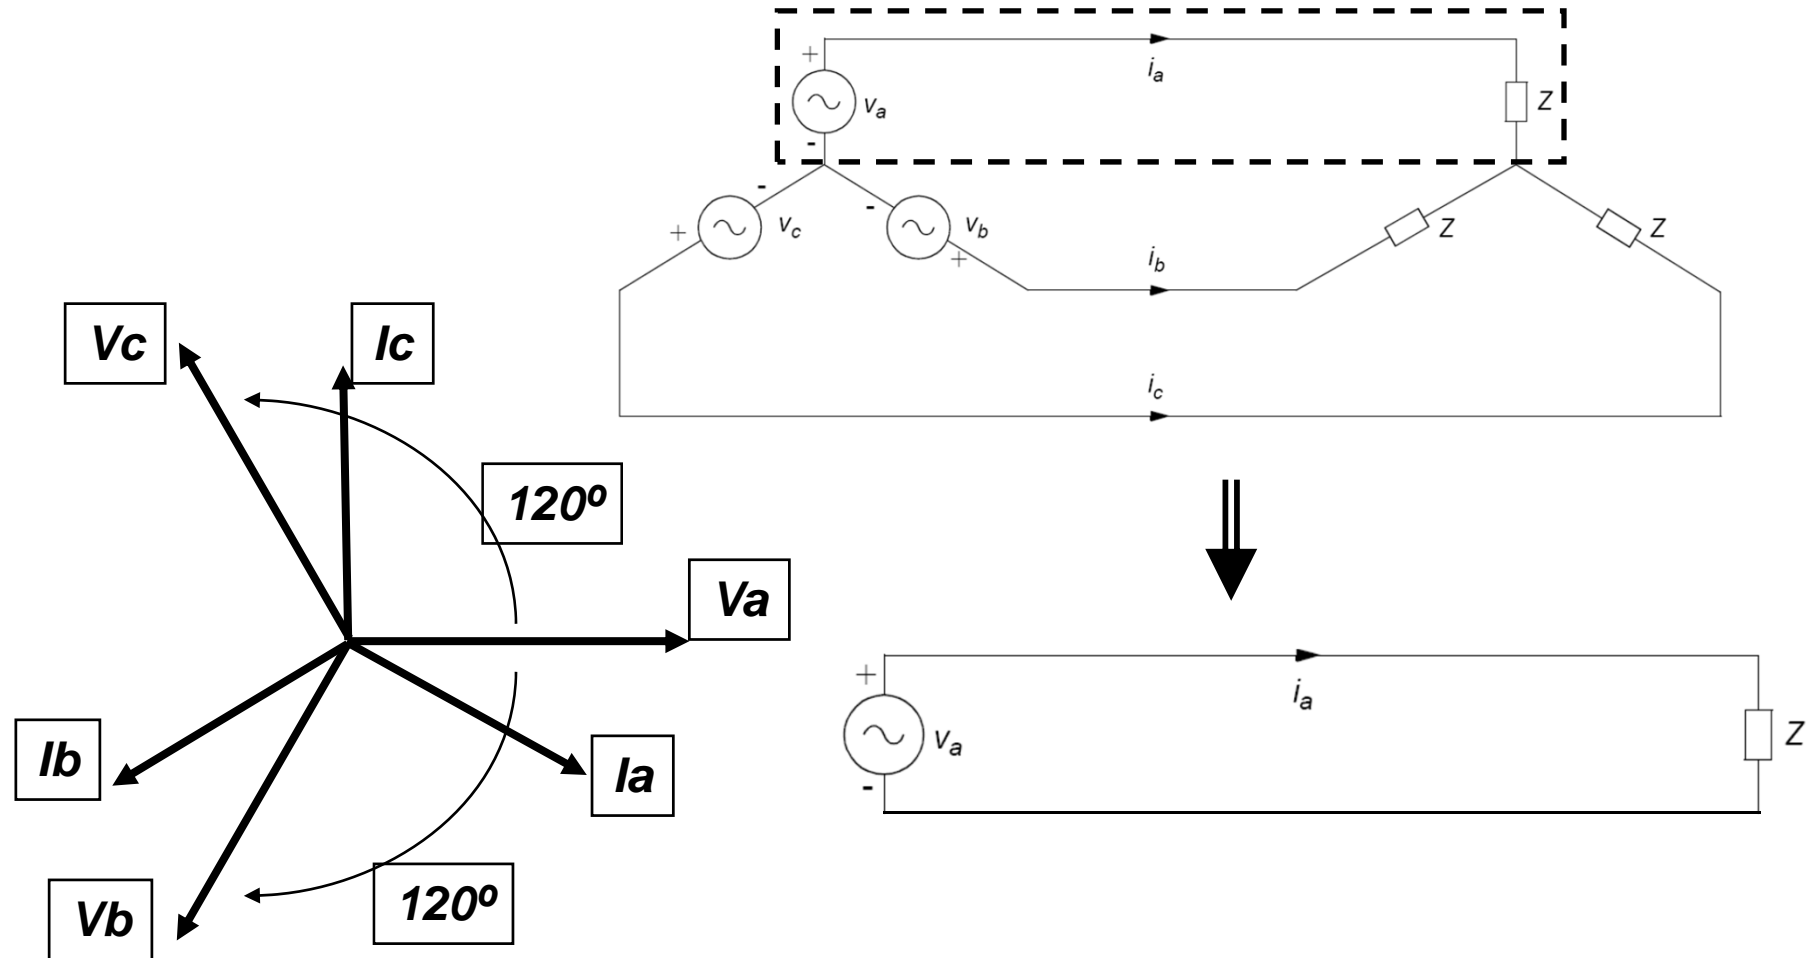 +
i_a
v_a
Z
-
-
-
+
v_c
v_b
+
Z
Z
i_b
i_c
Vc
Ic
120º
Va
Ib
Ia
Vb
120º
+
i_a
v_a
Z
-